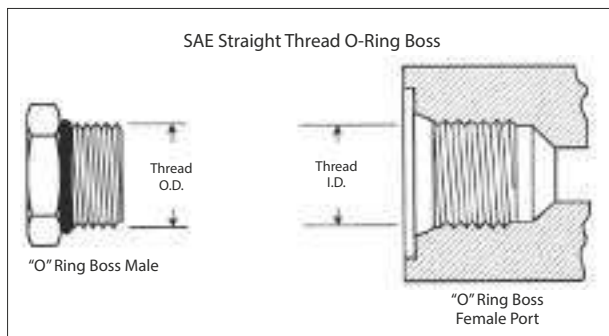 SAE Straight Thread O-Ring Boss
Thread
O.D.
Thread
I.D.
"O" Ring Boss Male
"O" Ring Boss
Female Port